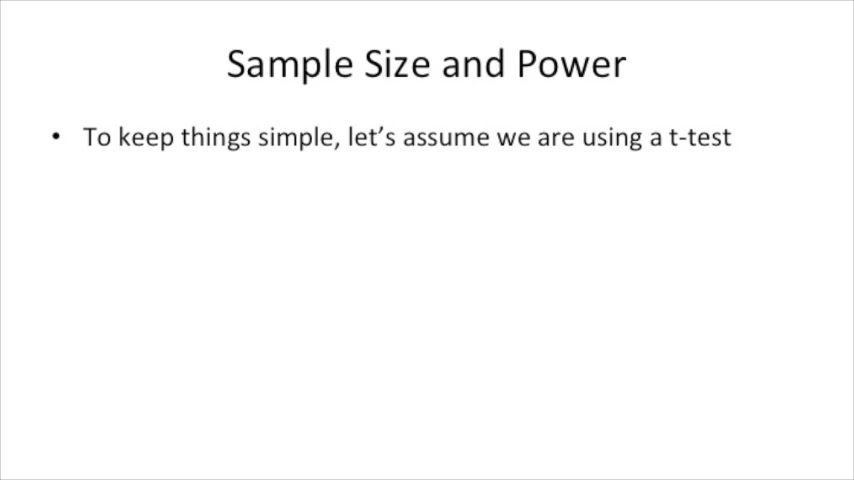 Sample Size and Power
• To keep things simple, let’s assume we are using a t-test